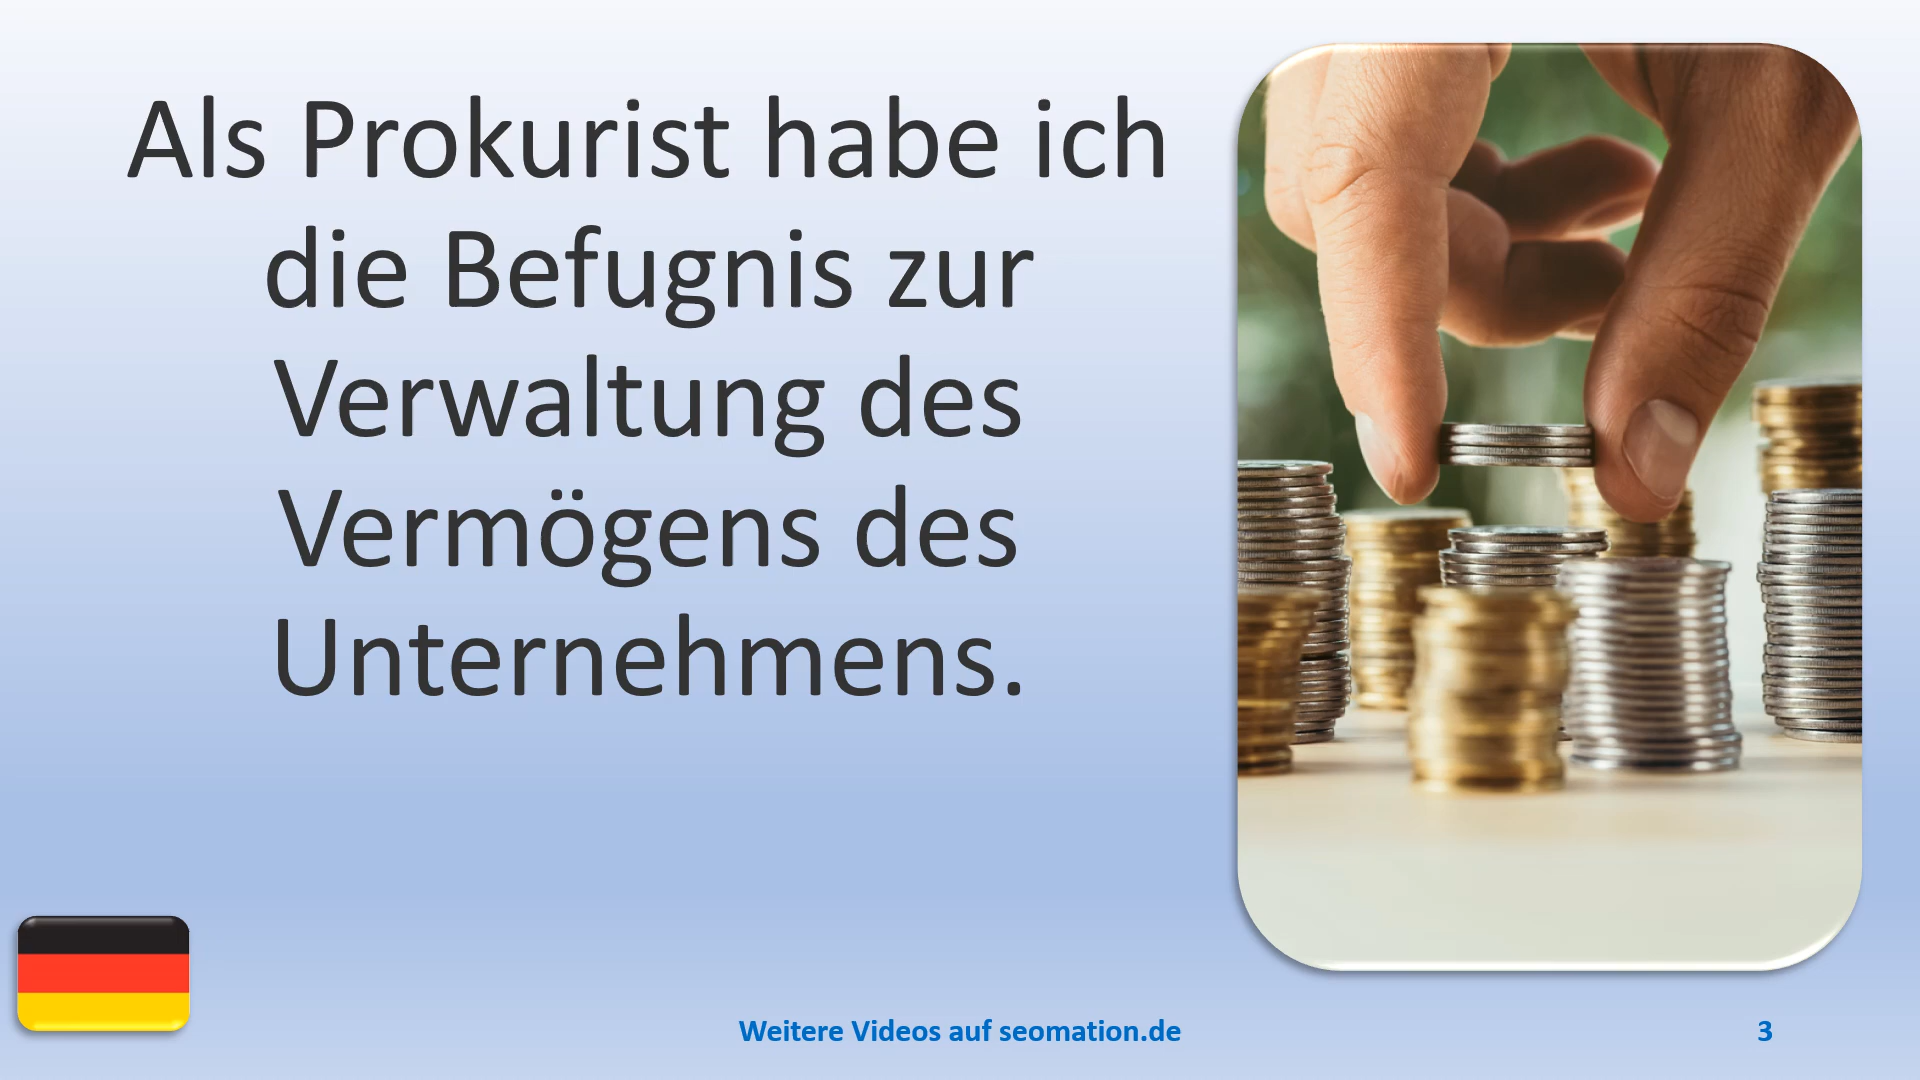 Als Prokurist habe ich
die Befugnis zur
Verwaltung des
Vermögens des
Unternehmens.
Weitere Videos auf seomation.de
3